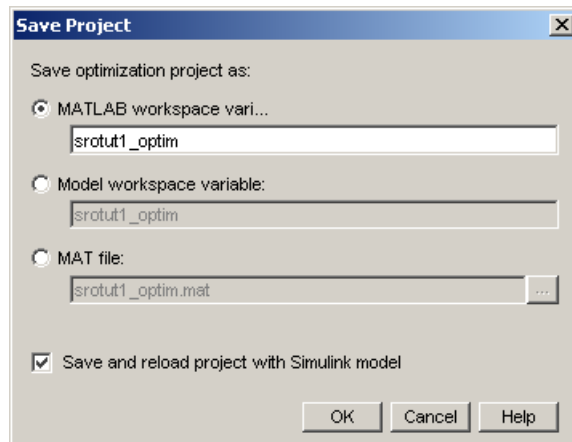 Save Project
Save optimization project as:
MATLAB workspace vari...
srotut1_optim
Model workspace variable:
srotut1_optim
MAT file:
srotut1_optim.mat
...
Save and reload project with Simulink model
OK Cancel Help